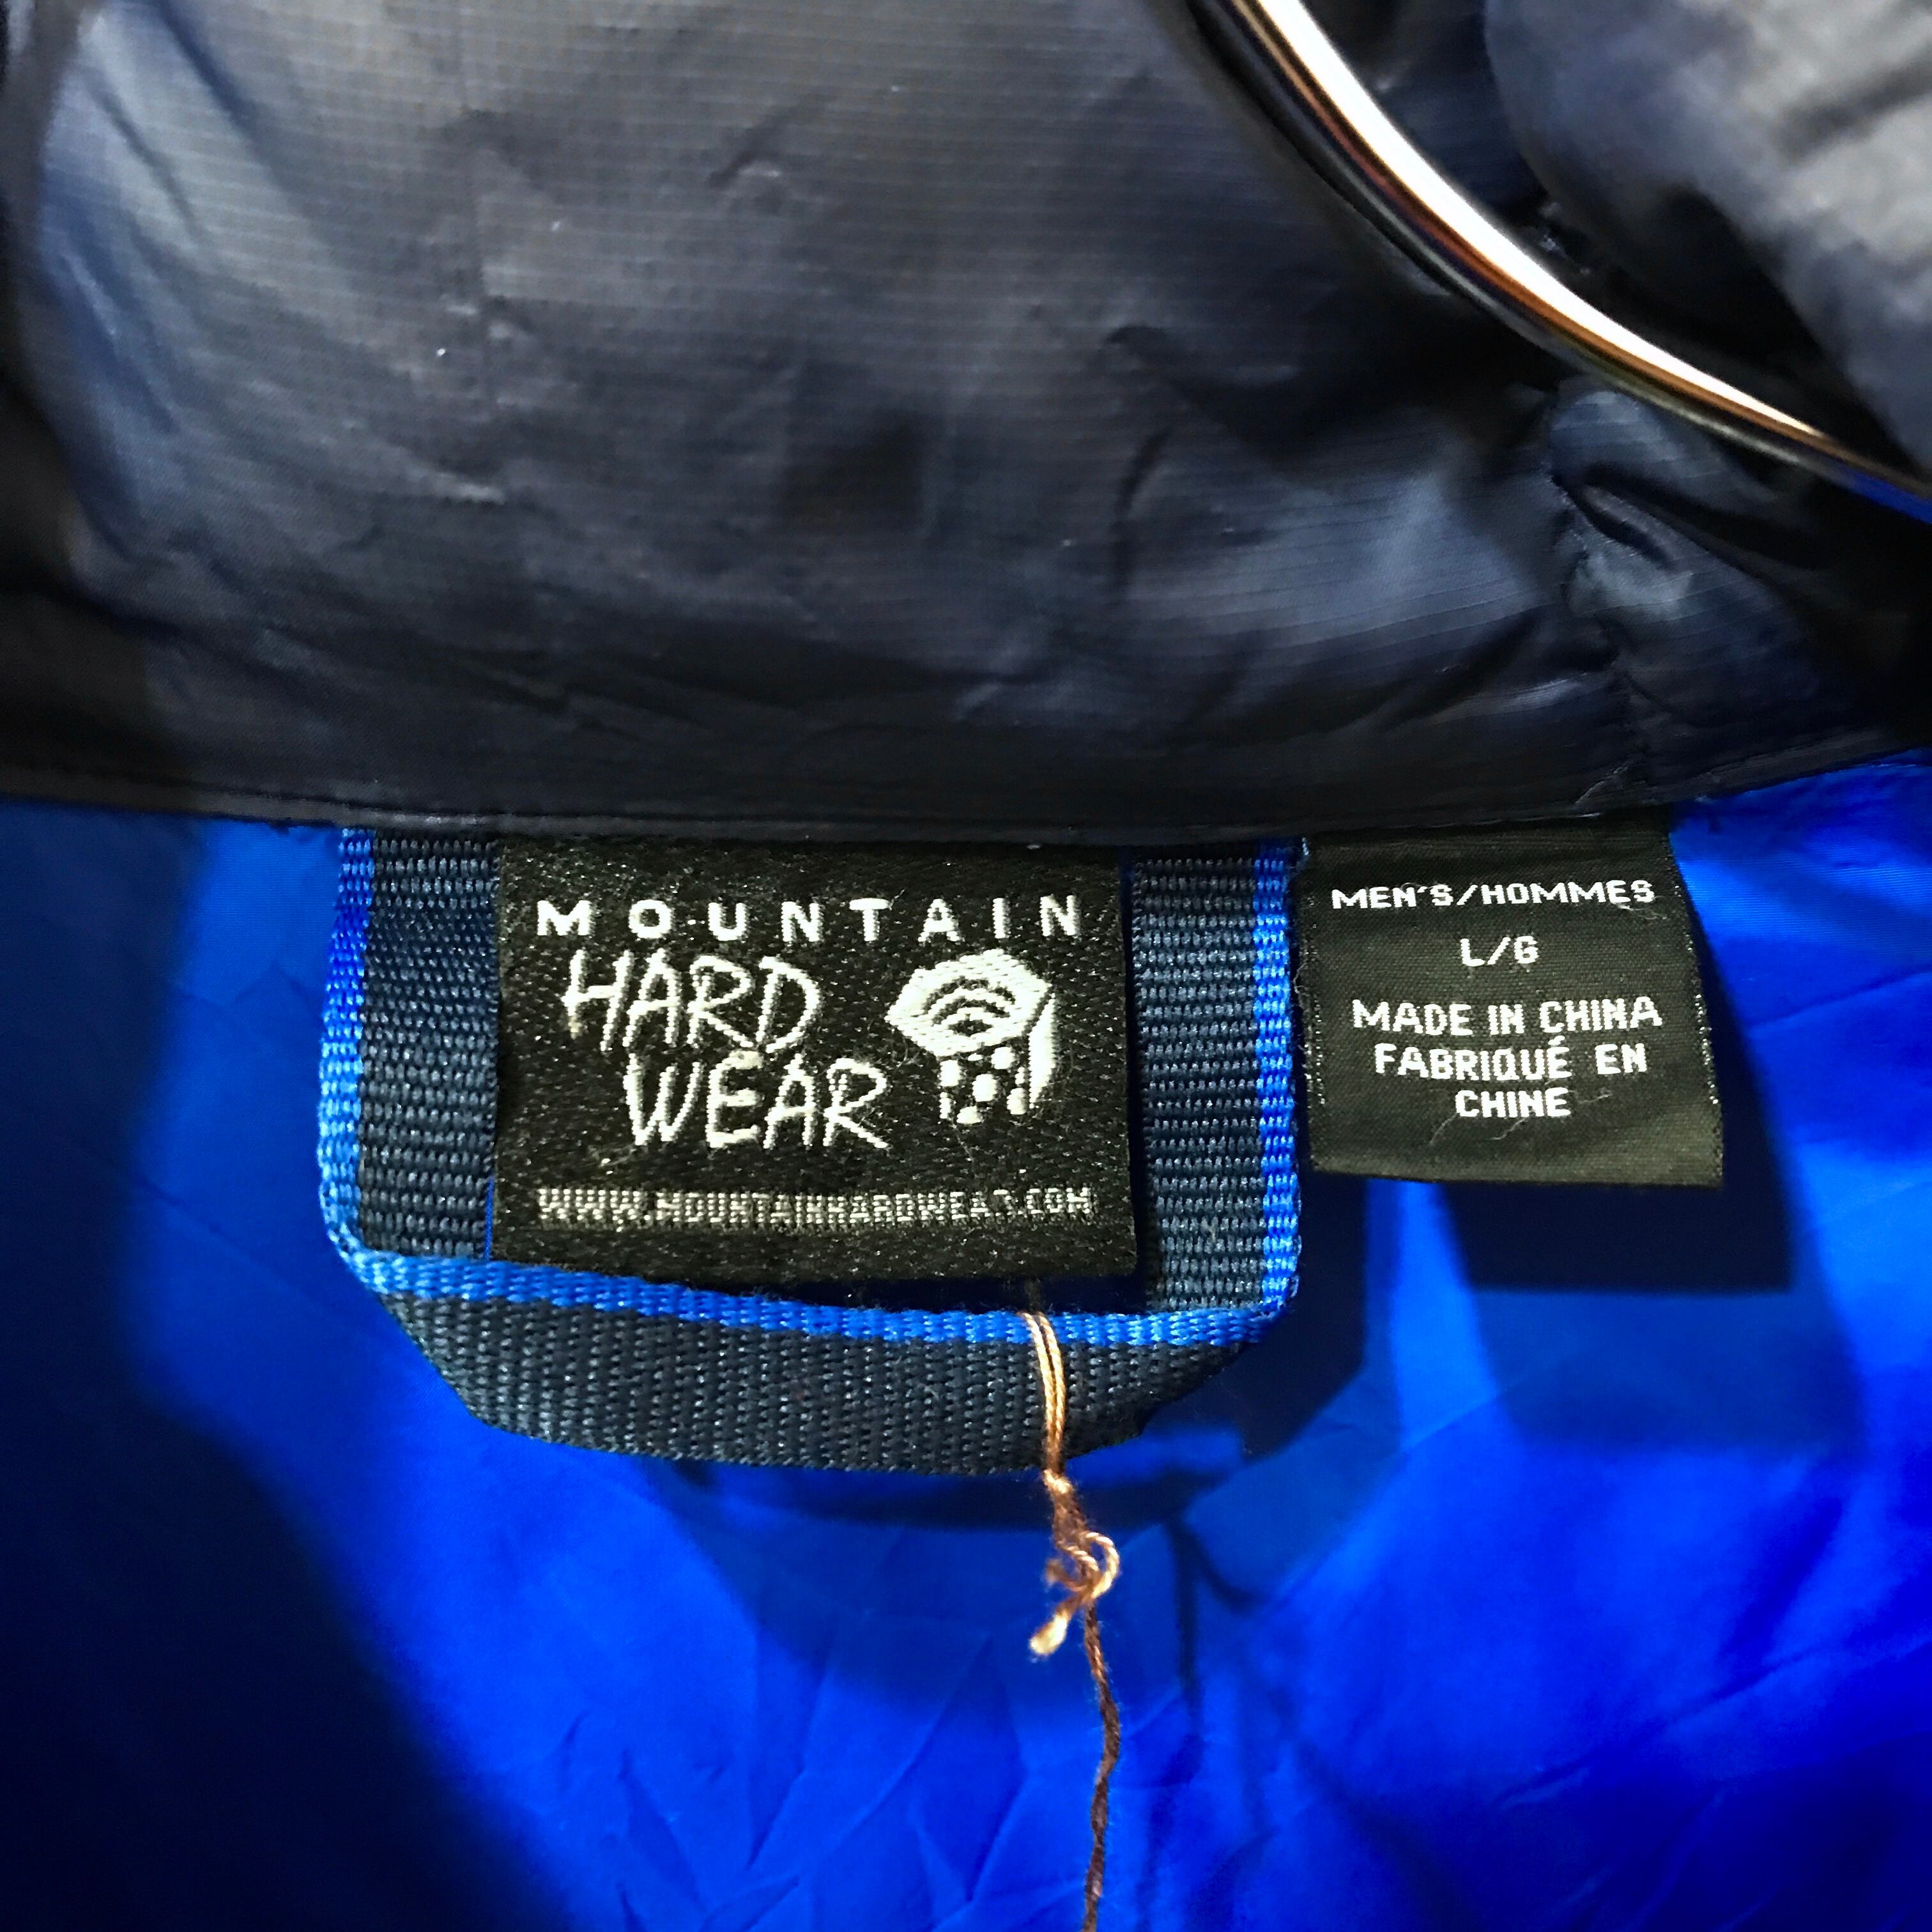 MOUNTAIN
HARD
WEAR
WWW.MOUNTAINHARDWEAR.COM
MEN'S/HOMMES
L/G
MADE IN CHINA
FABRIQUÉ EN
CHINE